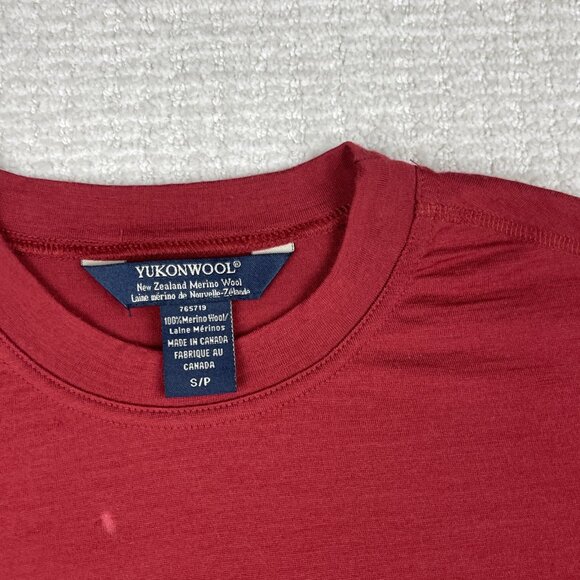 YUKONWOOL®
New Zealand Merino Wool
Laine mérino de Nouvelle-Zélande
765719
100%Merino Wool/
Laine Mérinos
MADE IN CANADA
FABRIQUE AU
CANADA
S/P